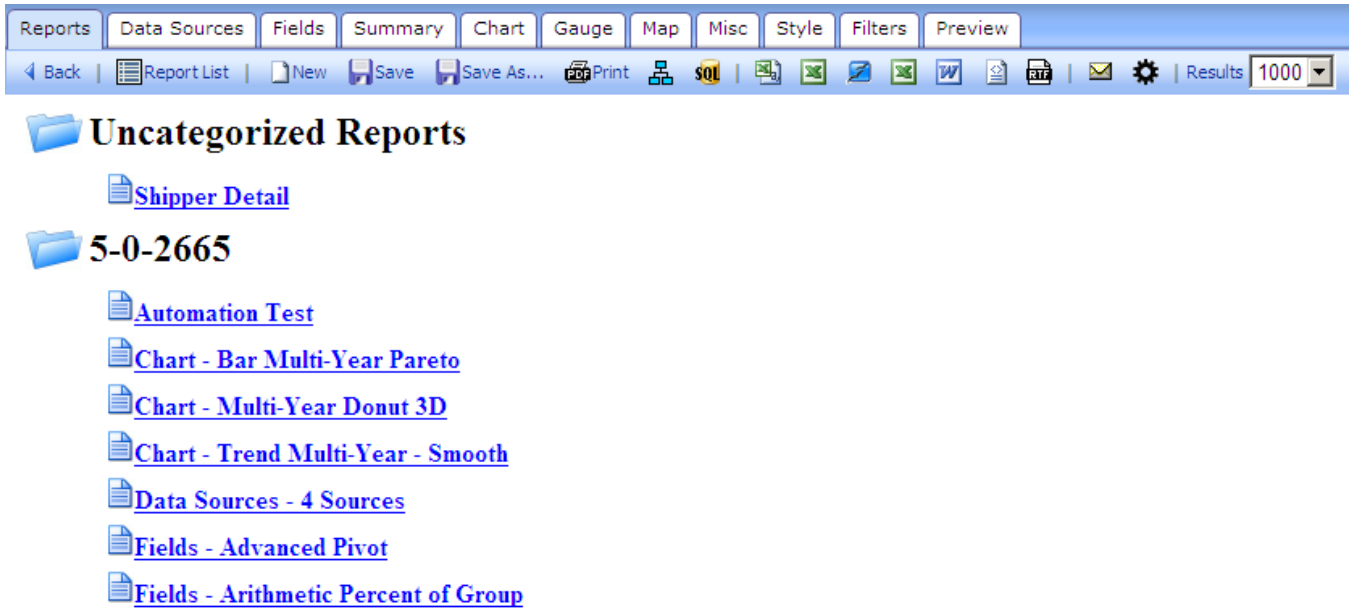 Reports Data Sources Fields Summary Chart Gauge Map Misc Style Filters Preview
Back | Report List | New Save Save As... PDF Print SQL | W RTF | | Results 1000
Uncategorized Reports
Shipper Detail
5-0-2665
Automation Test
Chart - Bar Multi-Year Pareto
Chart - Multi-Year Donut 3D
Chart - Trend Multi-Year - Smooth
Data Sources - 4 Sources
Fields - Advanced Pivot
Fields - Arithmetic Percent of Group